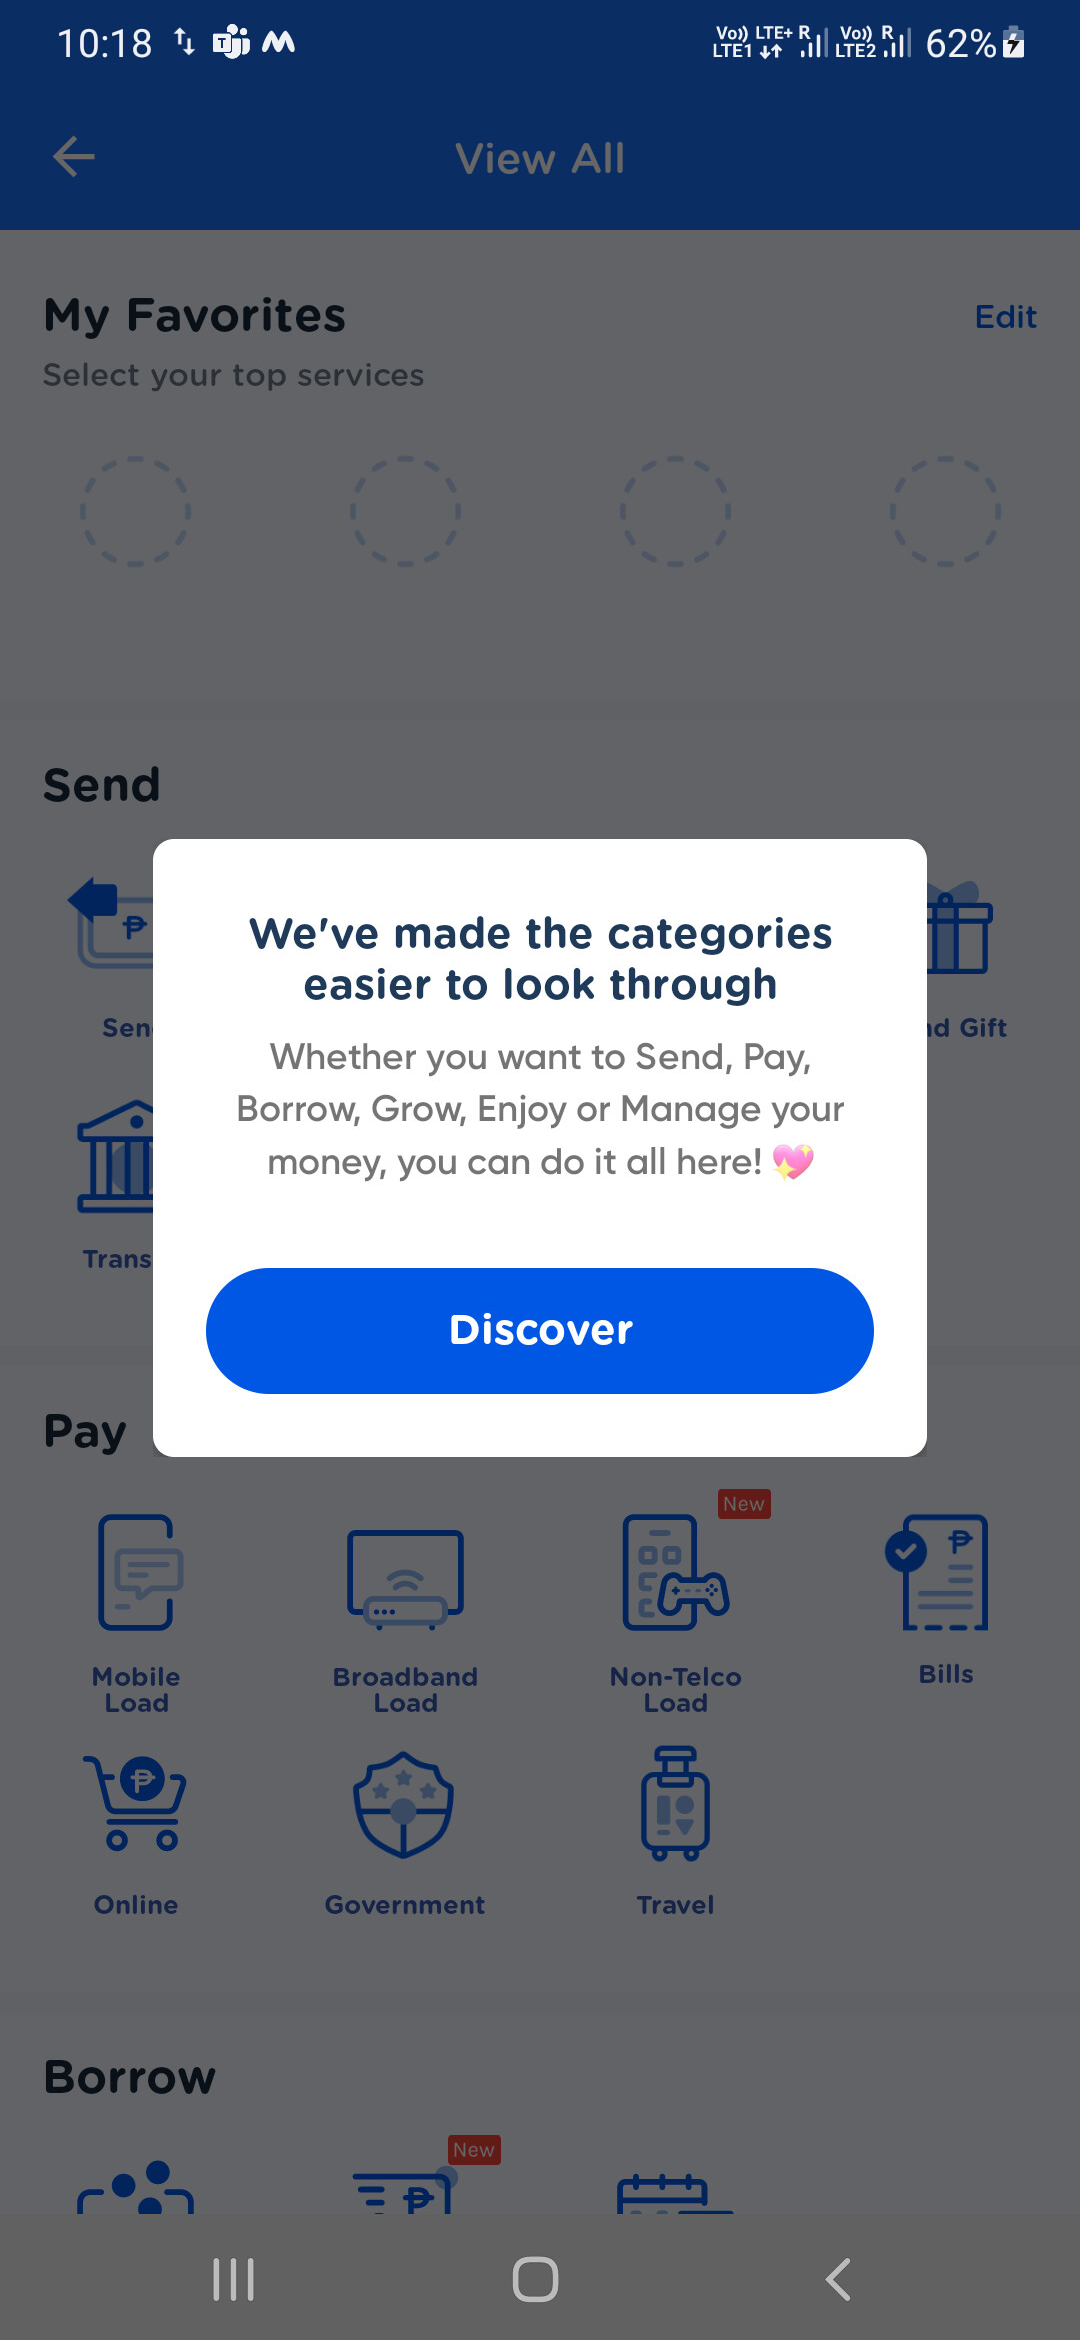 10:18
Vo)) LTE+ R Vo)) R
LTE1 LTE2 62%
View All
My Favorites
Edit
Select your top services
Send
We've made the categories
easier to look through
Whether you want to Send, Pay,
Borrow, Grow, Enjoy or Manage your
money, you can do it all here! 💖
Discover
Gift
Pay
New
Mobile
Load
Broadband
Load
Non-Telco
Load
Bills
Online
Government
Travel
Borrow
New